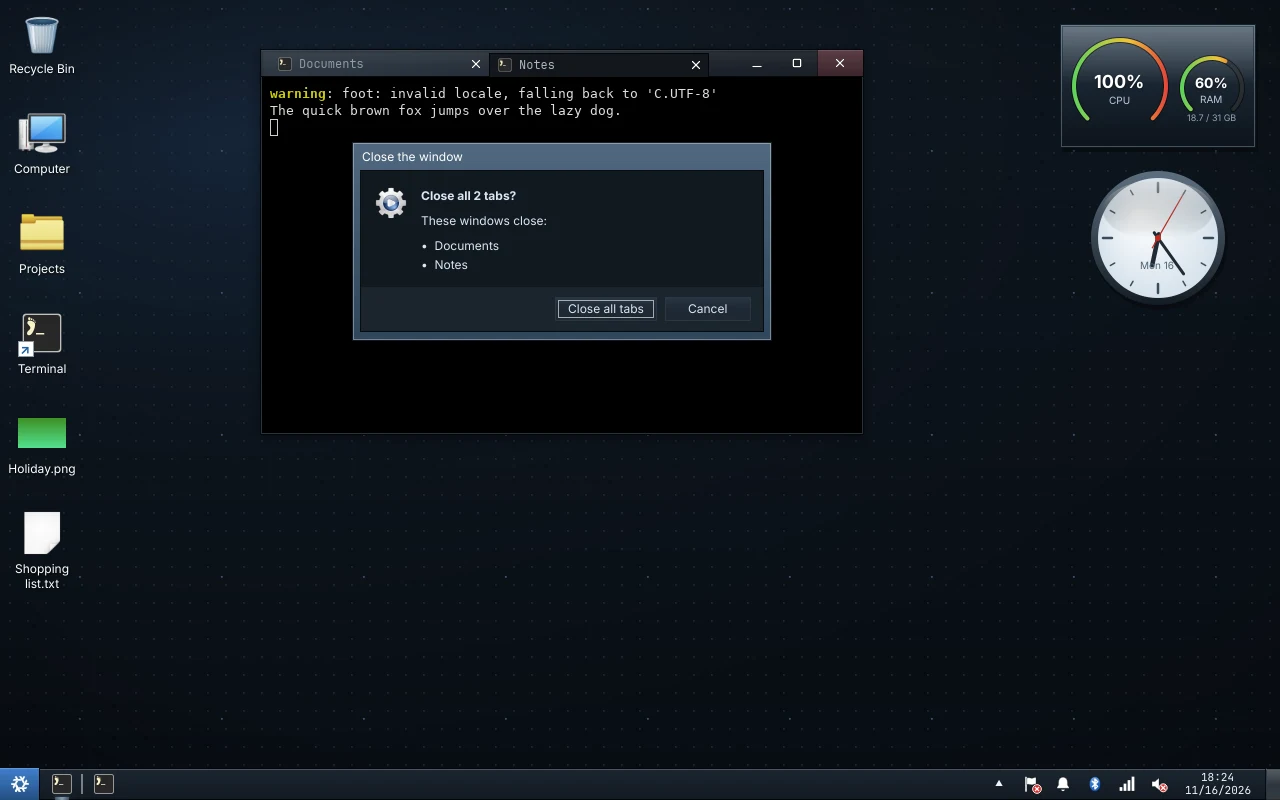 Recycle Bin
Computer
Projects
Terminal
Holiday.png
Shopping
list.txt
Documents
Notes
warning: foot: invalid locale, falling back to 'C.UTF-8'
The quick brown fox jumps over the lazy dog.
Close the window
Close all 2 tabs?
These windows close:
• Documents
• Notes
Close all tabs
Cancel
100%
CPU
60%
RAM
18.7 / 31 GB
Mon 16
18:24
11/16/2026